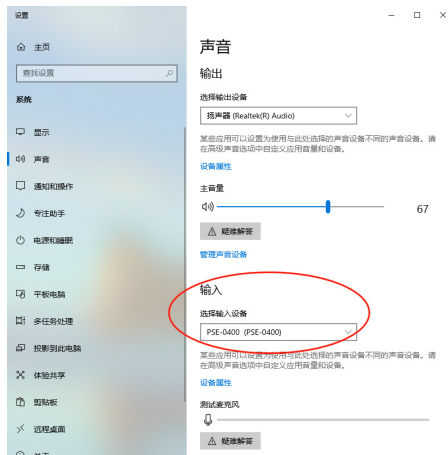 设置
主页
查找设置
系统
显示
声音
通知和操作
专注助手
电源和睡眠
存储
平板电脑
多任务处理
投影到此电脑
体验共享
剪贴板
远程桌面
声音
输出
选择输出设备
扬声器 (Realtek(R) Audio)
某些应用可以设置为使用与此处选择的声音设备不同的声音设备。请
在高级声音选项中自定义应用音量和设备。
设备属性
主音量
67
疑难解答
管理声音设备
输入
选择输入设备
PSE-0400 (PSE-0400)
某些应用可以设置为使用与此处选择的声音设备不同的声音设备。请
在高级声音选项中自定义应用音量和设备。
设备属性
测试麦克风
疑难解答